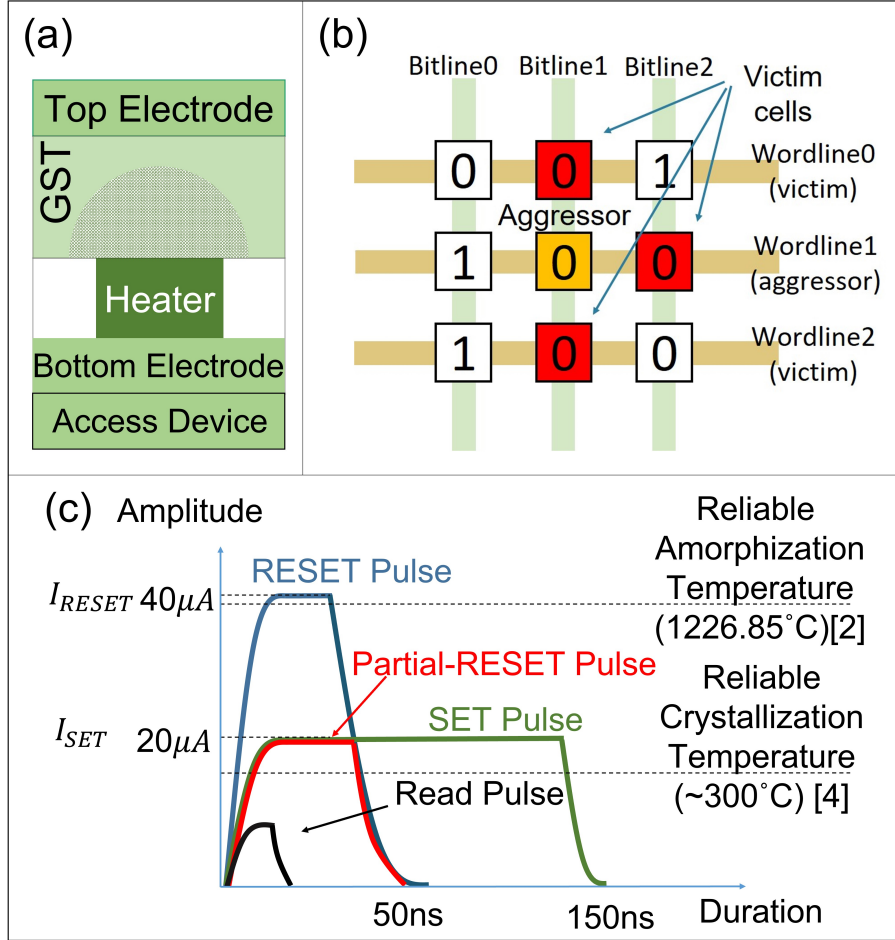 (a)
Top Electrode
GST
Heater
Bottom Electrode
Access Device
(b)
Bitline0 Bitline1 Bitline2
Victim
cells
0 0 1
Wordline0
(victim)
Aggressor
1 0 0
Wordline1
(aggressor)
1 0 0
Wordline2
(victim)
(c) Amplitude
RESET Pulse
I_RESET 40μA
Reliable
Amorphization
Temperature
(1226.85˚C)[2]
Partial-RESET Pulse
SET Pulse
I_SET 20μA
Reliable
Crystallization
Temperature
(~300˚C) [4]
Read Pulse
50ns 150ns Duration